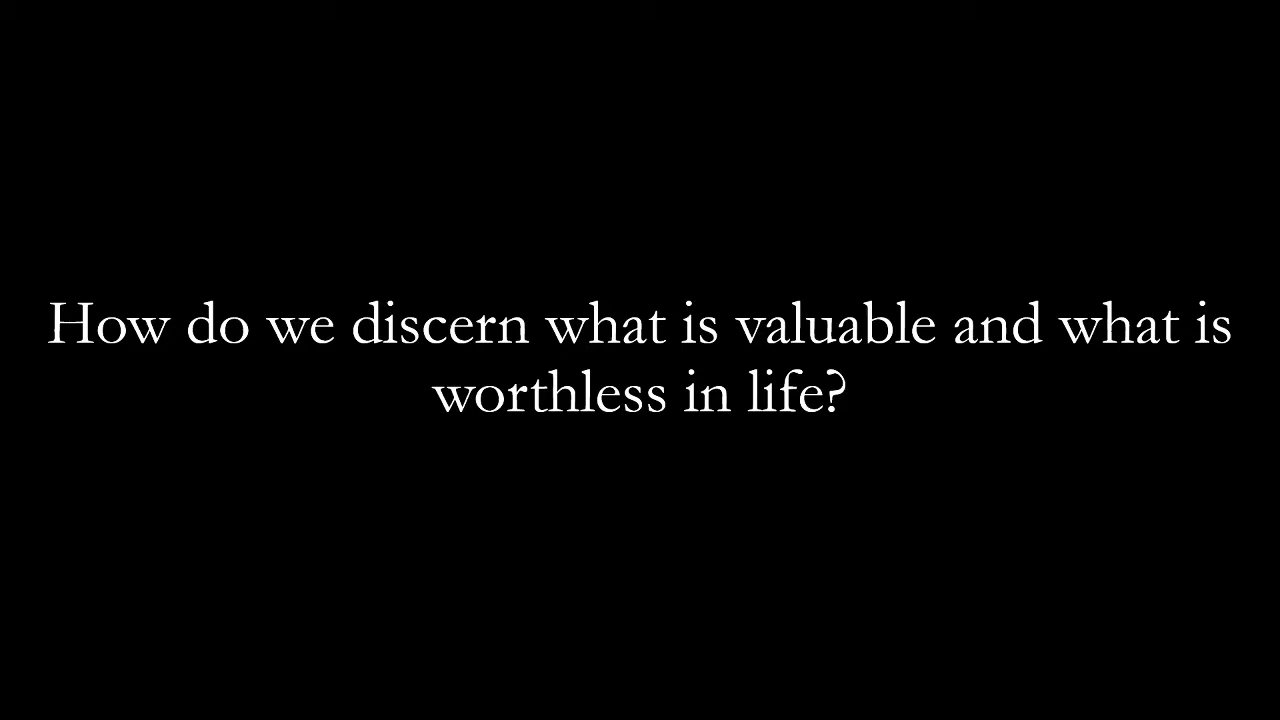 How do we discern what is valuable and what is
worthless in life?